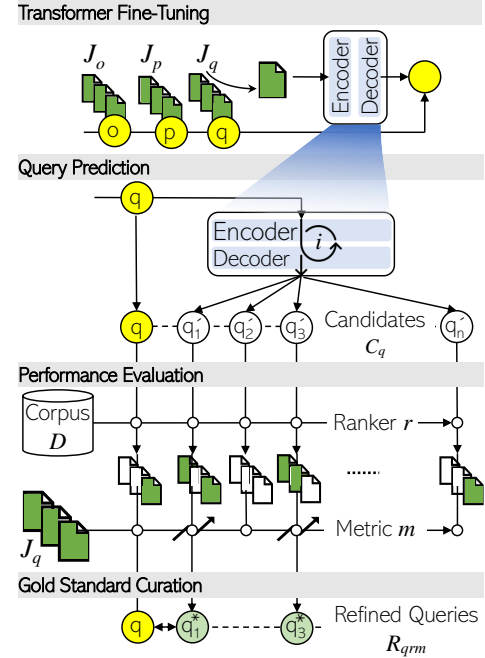 Transformer Fine-Tuning
J_o J_p J_q
Encoder
Decoder
o p q
Query Prediction
q
Encoder
Decoder
i
q q´_1 q´_2 q´_3 Candidates q´_n
C_q
Performance Evaluation
Corpus
D
Ranker r
......
J_q
Metric m
Gold Standard Curation
q q*_1 q*_3 Refined Queries
R_qrm